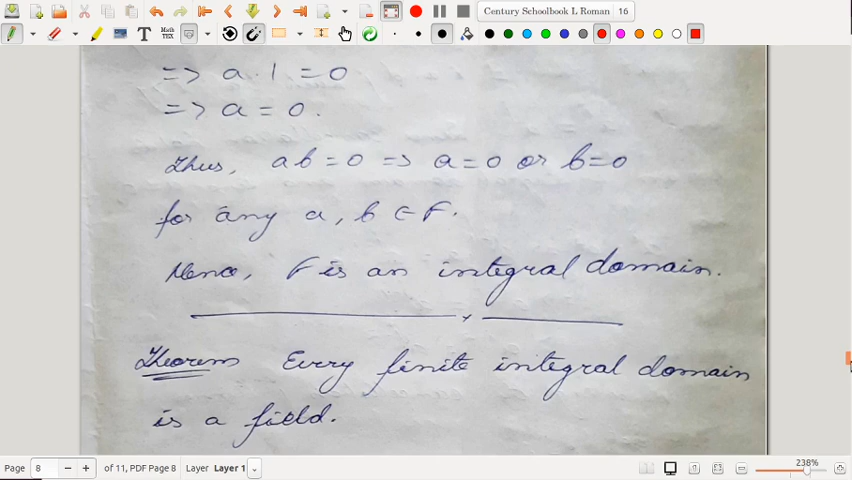 Century Schoolbook L Roman 16
T Math TEX
=> a . 1 = 0
=> a = 0.
Thus, ab = 0 => a = 0 or b = 0
for any a, b ∈ F.
Hence, F is an integral domain.
Theorem Every finite integral domain
is a field.
Page 8 of 11, PDF Page 8 Layer Layer 1 238%